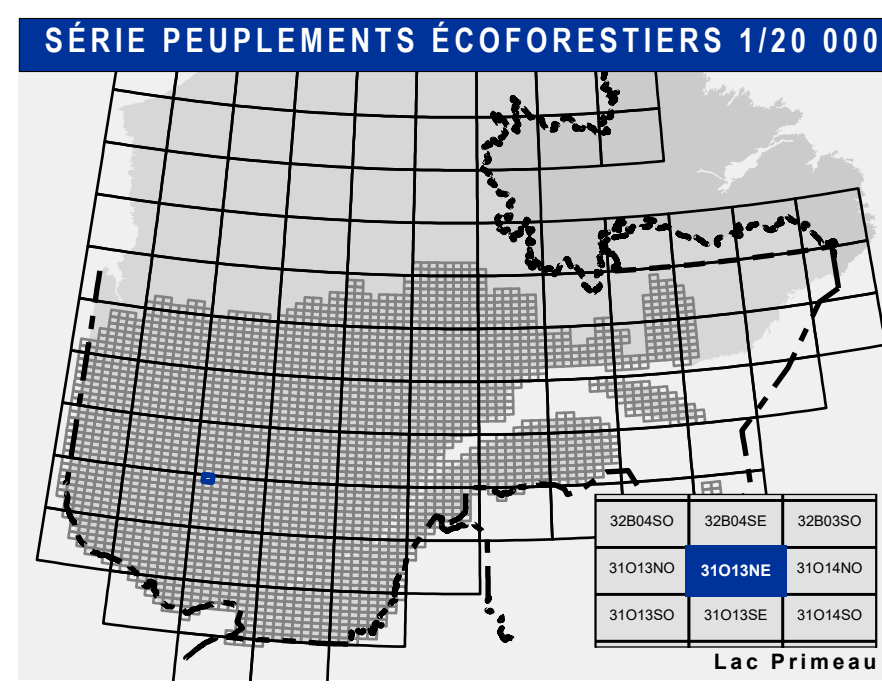 SÉRIE PEUPLEMENTS ÉCOFORESTIERS 1/20 000
32B04SO 32B04SE 32B03SO
31O13NO 31O13NE 31O14NO
31O13SO 31O13SE 31O14SO
Lac Primeau